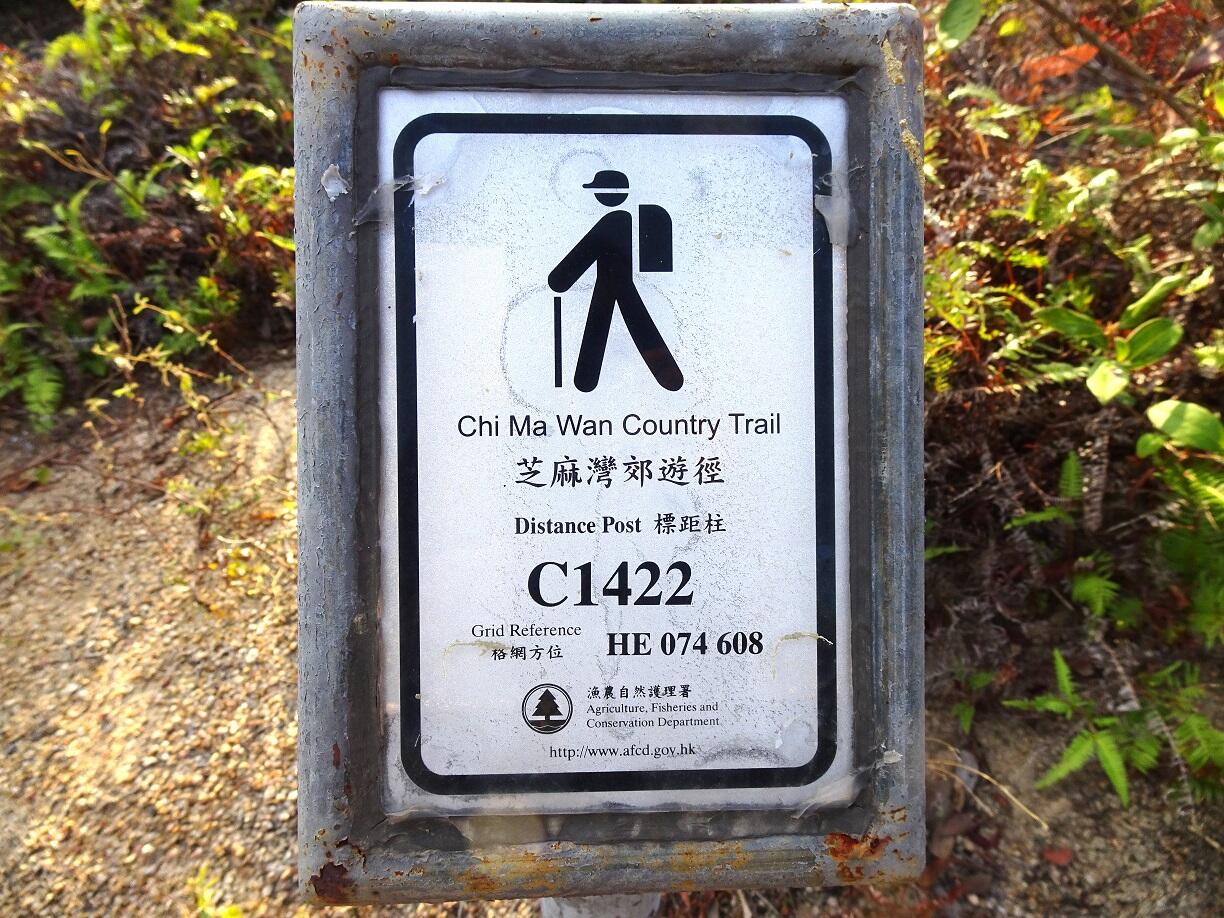 Chi Ma Wan Country Trail
芝麻灣郊遊徑
Distance Post 標距柱
C1422
Grid Reference
格網方位
HE 074 608
漁農自然護理署
Agriculture, Fisheries and
Conservation Department
http://www.afcd.gov.hk